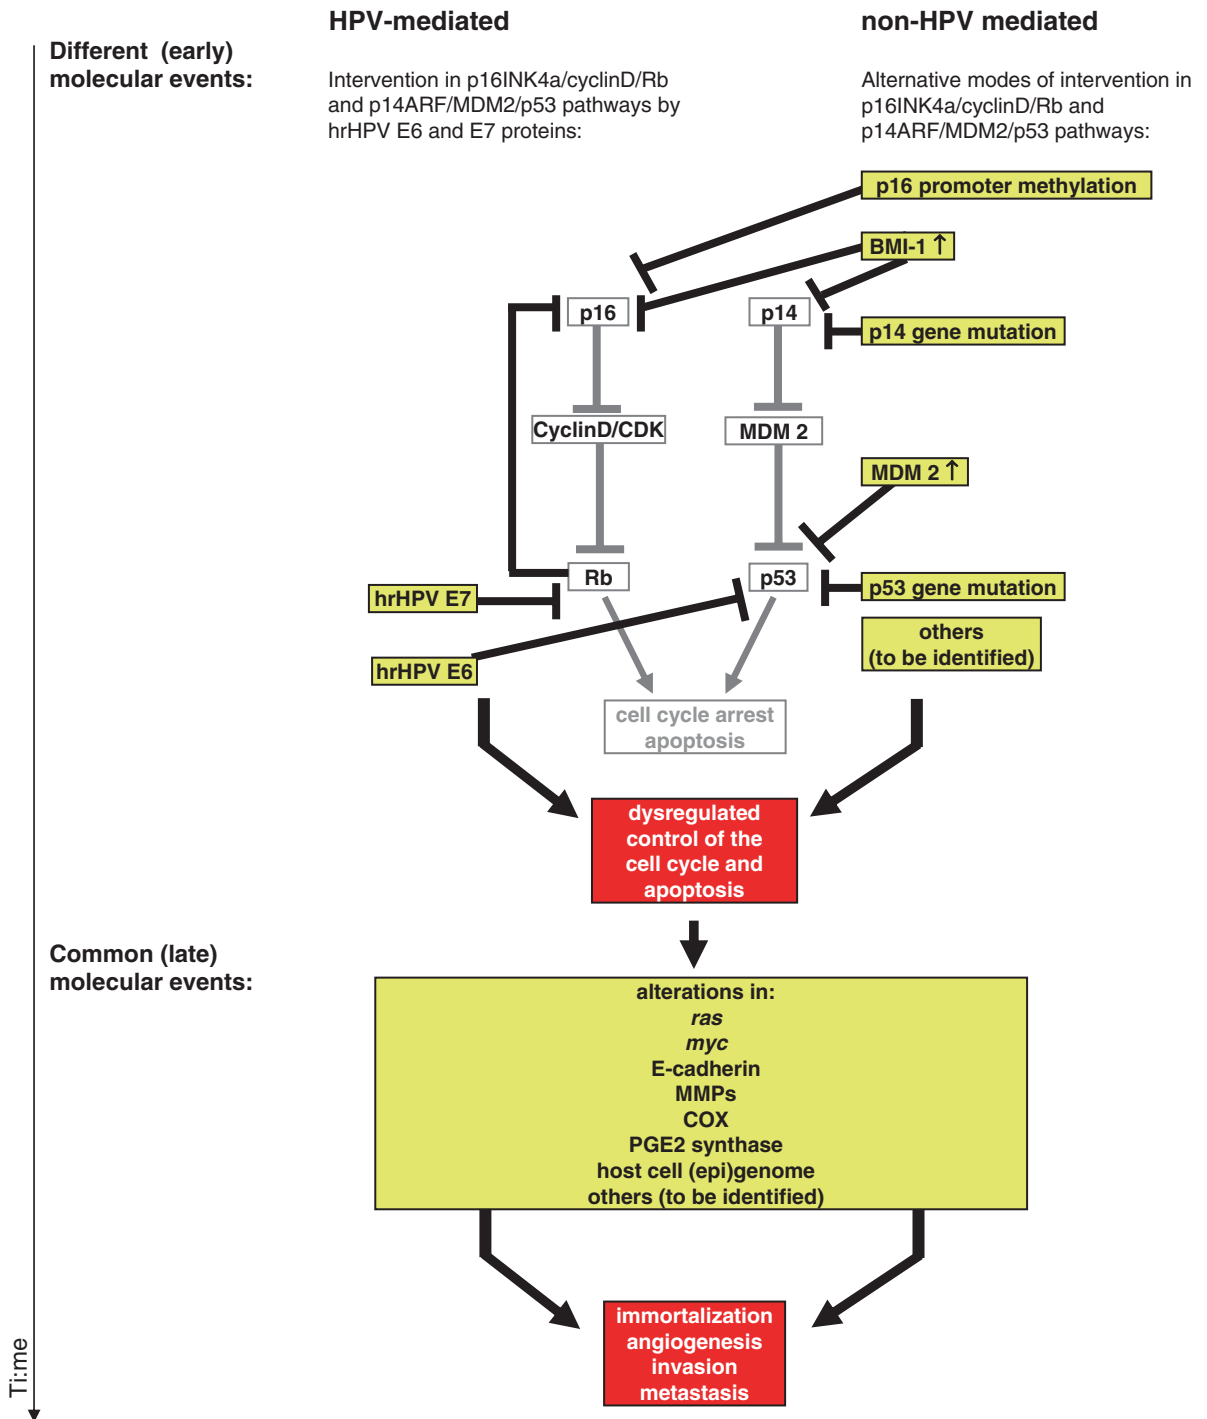 HPV-mediated
non-HPV mediated
Different (early)
molecular events:
Intervention in p16INK4a/cyclinD/Rb
and p14ARF/MDM2/p53 pathways by
hrHPV E6 and E7 proteins:
Alternative modes of intervention in
p16INK4a/cyclinD/Rb and
p14ARF/MDM2/p53 pathways:
p16 promoter methylation
BMI-1 ↑
p16
p14
p14 gene mutation
CyclinD/CDK
MDM 2
MDM 2 ↑
Rb
p53
hrHPV E7
p53 gene mutation
others
(to be identified)
hrHPV E6
cell cycle arrest
apoptosis
dysregulated
control of the
cell cycle and
apoptosis
Common (late)
molecular events:
alterations in:
ras
myc
E-cadherin
MMPs
COX
PGE2 synthase
host cell (epi)genome
others (to be identified)
immortalization
angiogenesis
invasion
metastasis
Ti:me